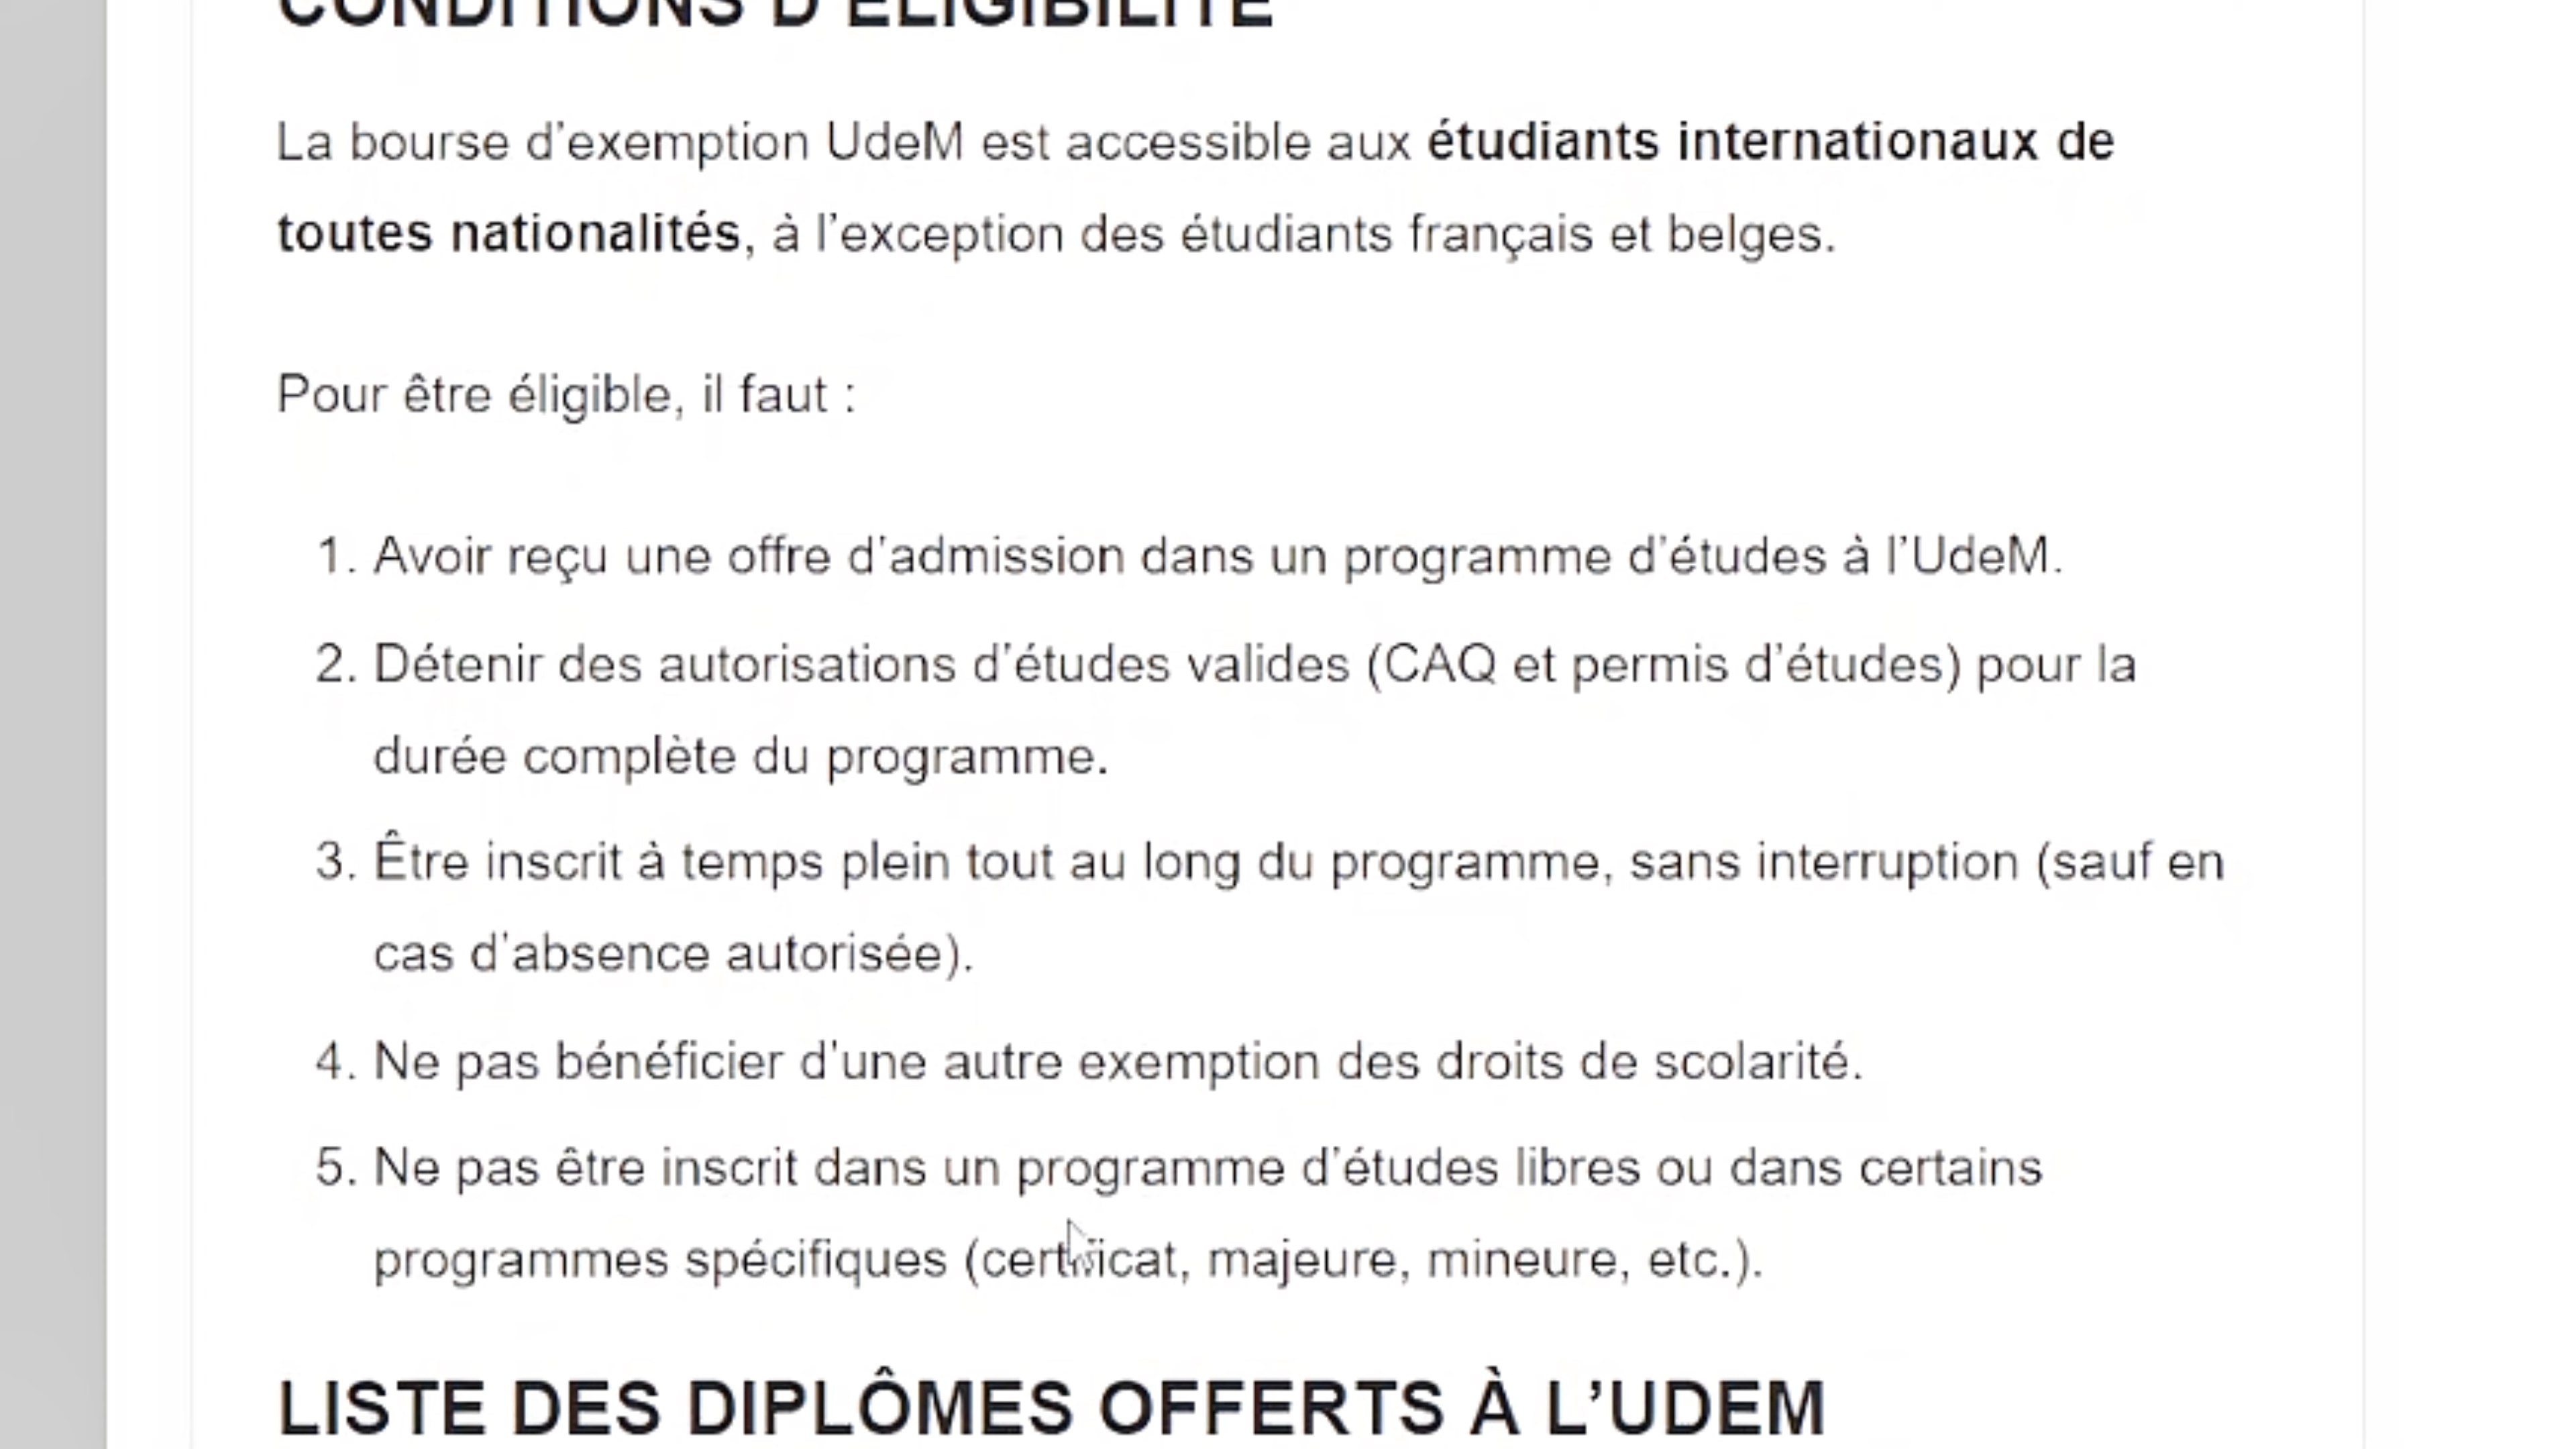 CONDITIONS D'ÉLIGIBILITÉ
La bourse d'exemption UdeM est accessible aux étudiants internationaux de
toutes nationalités, à l'exception des étudiants français et belges.
Pour être éligible, il faut :
1. Avoir reçu une offre d'admission dans un programme d'études à l'UdeM.
2. Détenir des autorisations d'études valides (CAQ et permis d'études) pour la
durée complète du programme.
3. Être inscrit à temps plein tout au long du programme, sans interruption (sauf en
cas d'absence autorisée).
4. Ne pas bénéficier d'une autre exemption des droits de scolarité.
5. Ne pas être inscrit dans un programme d'études libres ou dans certains
programmes spécifiques (certificat, majeure, mineure, etc.).
LISTE DES DIPLÔMES OFFERTS À L'UDEM